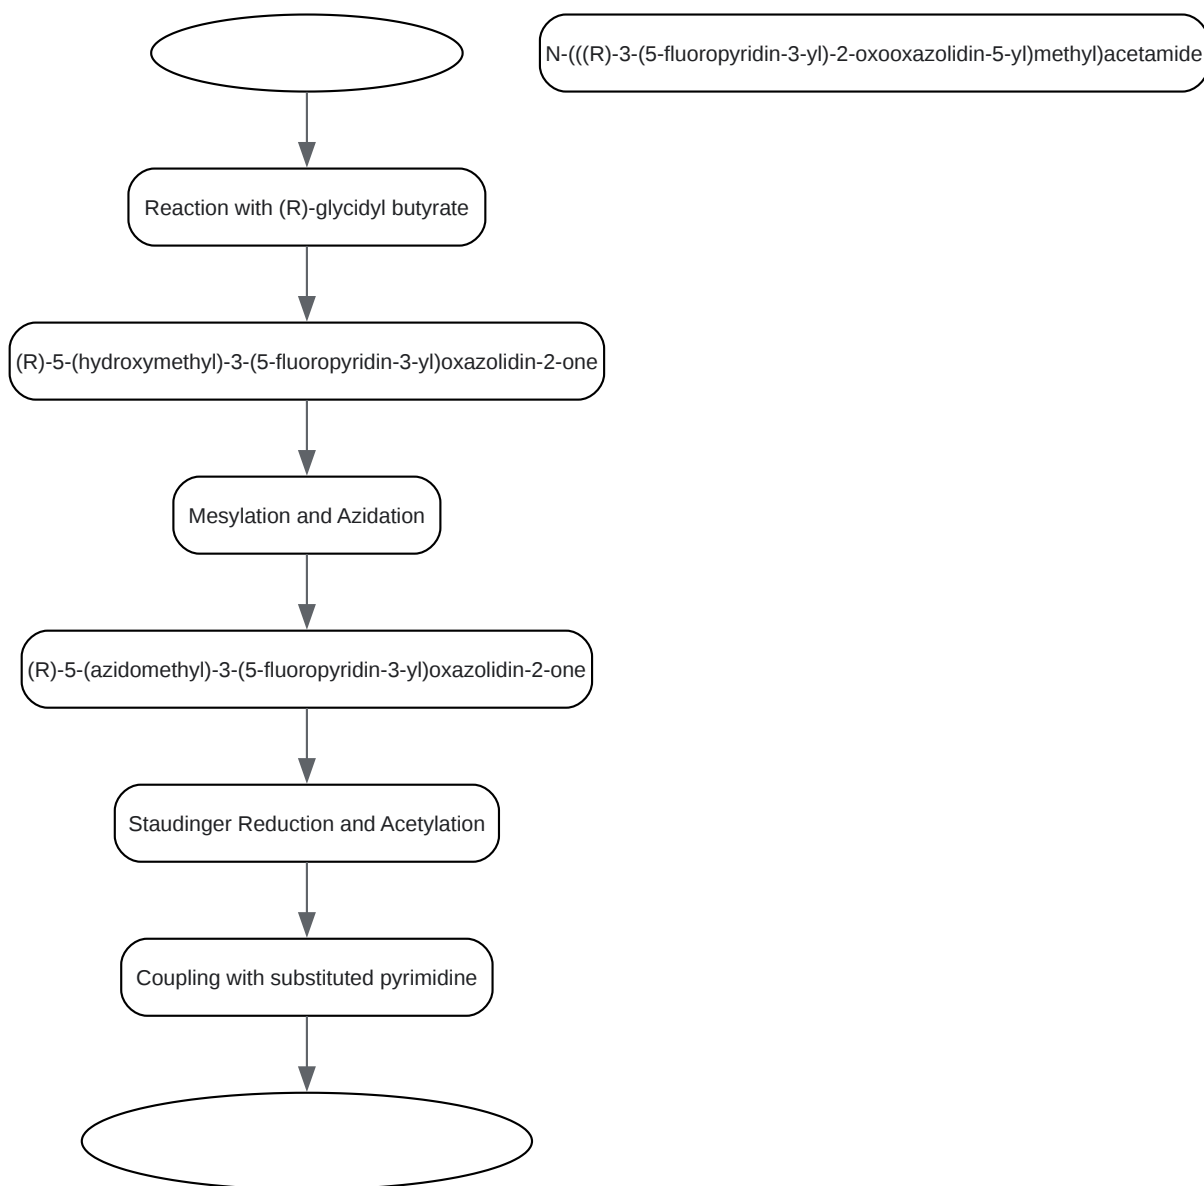 N-(((R)-3-(5-fluoropyridin-3-yl)-2-oxooxazolidin-5-yl)methyl)acetamide
Reaction with (R)-glycidyl butyrate
(R)-5-(hydroxymethyl)-3-(5-fluoropyridin-3-yl)oxazolidin-2-one
Mesylation and Azidation
(R)-5-(azidomethyl)-3-(5-fluoropyridin-3-yl)oxazolidin-2-one
Staudinger Reduction and Acetylation
Coupling with substituted pyrimidine